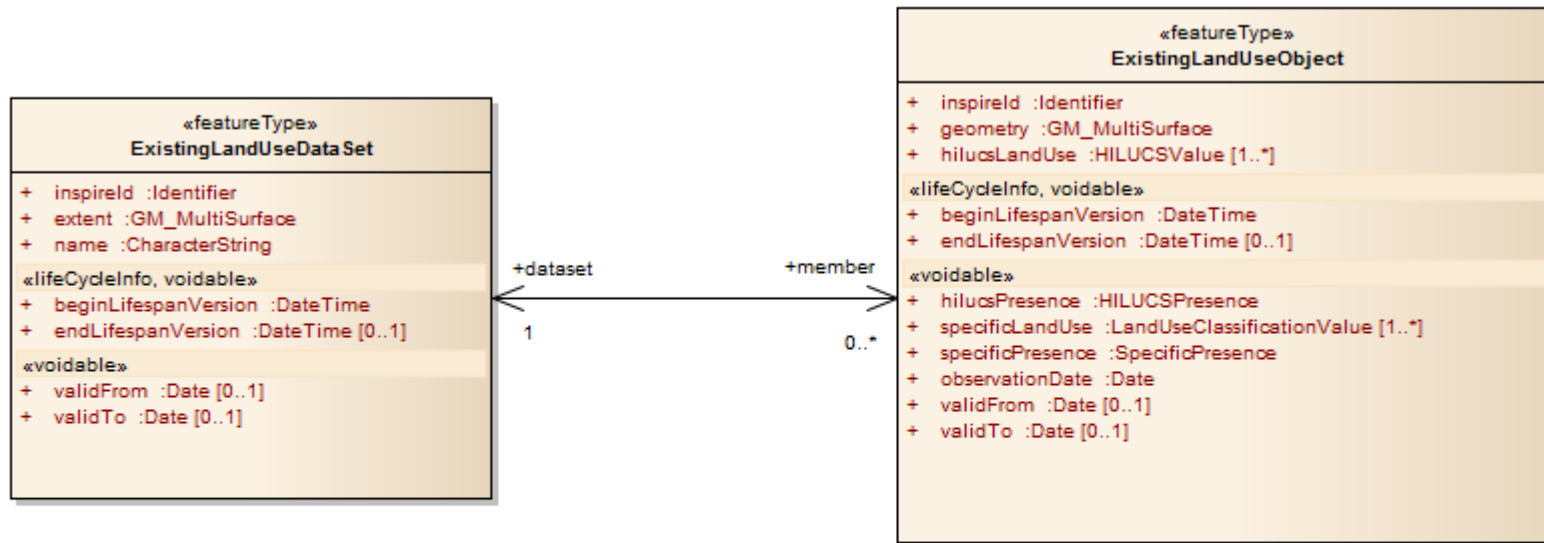 «featureType»
ExistingLandUseDataSet
+ inspireId :Identifier
+ extent :GM_MultiSurface
+ name :CharacterString
«lifeCycleInfo, voidable»
+ beginLifespanVersion :DateTime
+ endLifespanVersion :DateTime [0..1]
«voidable»
+ validFrom :Date [0..1]
+ validTo :Date [0..1]
+dataset
1
+member
0..*
«featureType»
ExistingLandUseObject
+ inspireId :Identifier
+ geometry :GM_MultiSurface
+ hilucsLandUse :HILUCSValue [1..*]
«lifeCycleInfo, voidable»
+ beginLifespanVersion :DateTime
+ endLifespanVersion :DateTime [0..1]
«voidable»
+ hilucsPresence :HILUCSPresence
+ specificLandUse :LandUseClassificationValue [1..*]
+ specificPresence :SpecificPresence
+ observationDate :Date
+ validFrom :Date [0..1]
+ validTo :Date [0..1]